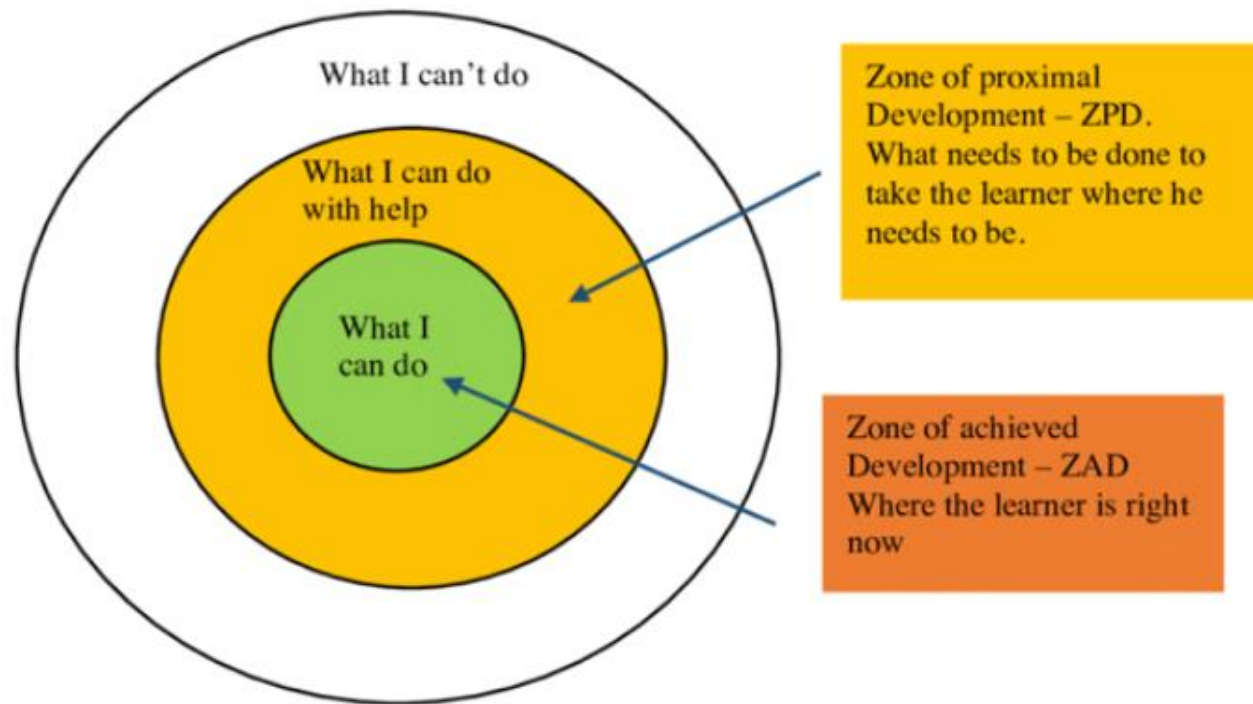 What I can't do
What I can do
with help
What I
can do
Zone of proximal
Development – ZPD.
What needs to be done to
take the learner where he
needs to be.
Zone of achieved
Development – ZAD
Where the learner is right
now